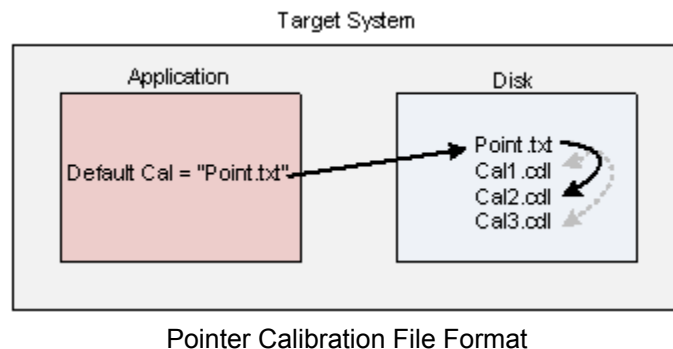 Target System
Application
Disk
Default Cal = "Point.txt"
Point.txt
Cal1.cdl
Cal2.cdl
Cal3.cdl
Pointer Calibration File Format